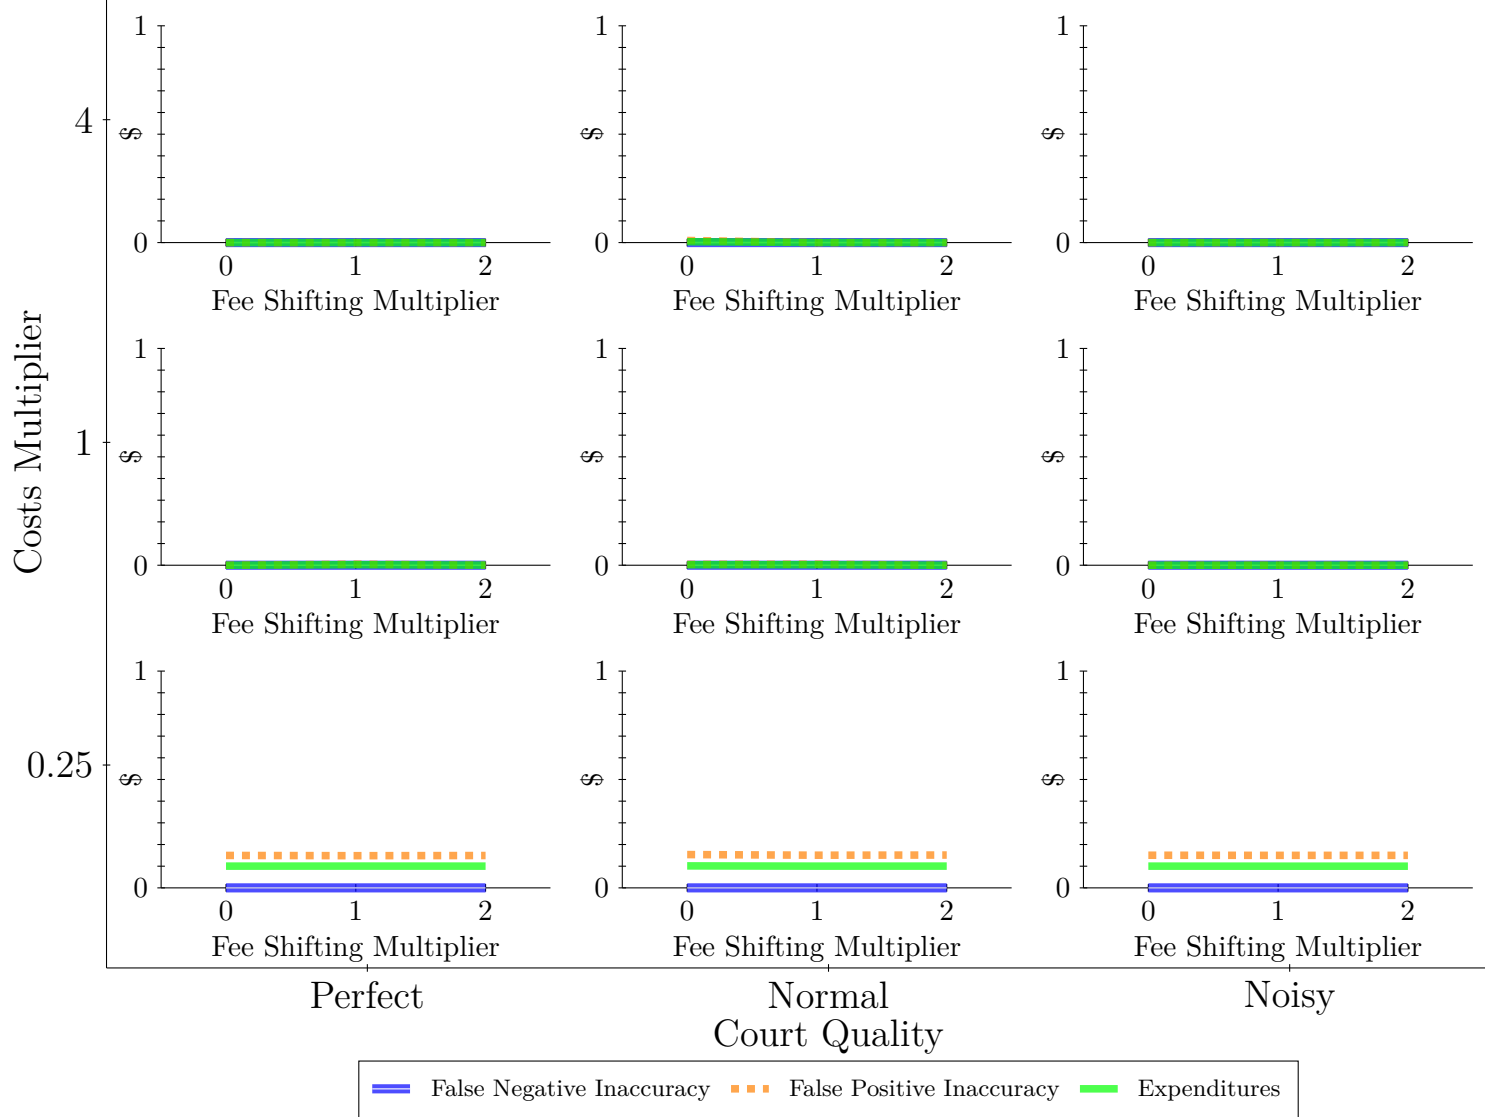 Costs Multiplier
4
1
$
0
0 1 2
Fee Shifting Multiplier
1
$
0
0 1 2
Fee Shifting Multiplier
1
$
0
0 1 2
Fee Shifting Multiplier
1
1
$
0
0 1 2
Fee Shifting Multiplier
1
$
0
0 1 2
Fee Shifting Multiplier
1
$
0
0 1 2
Fee Shifting Multiplier
0.25
1
$
0
0 1 2
Fee Shifting Multiplier
1
$
0
0 1 2
Fee Shifting Multiplier
1
$
0
0 1 2
Fee Shifting Multiplier
Perfect Normal Noisy
Court Quality
False Negative Inaccuracy False Positive Inaccuracy Expenditures